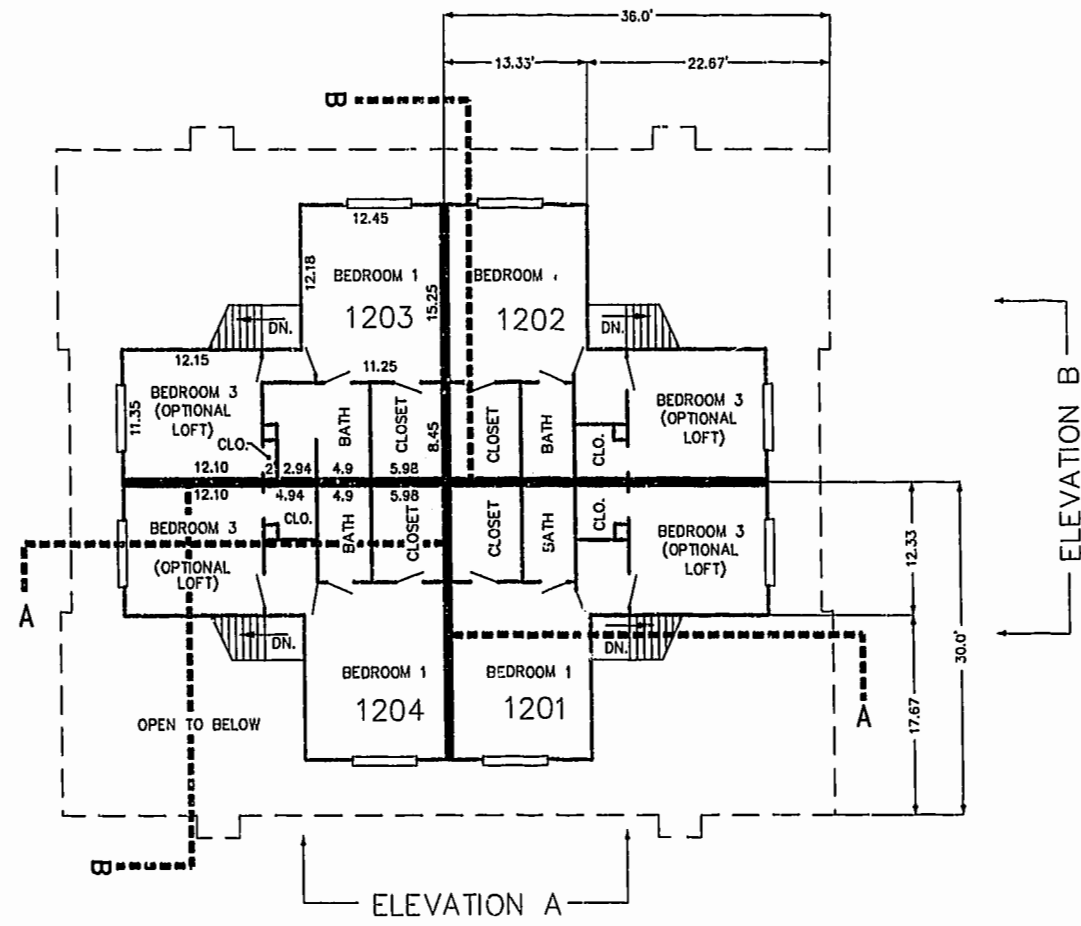 36.0'
13.33'
22.67'
B
12.45
12.18
BEDROOM 1
15.25
BEDROOM
1203
1202
DN.
DN.
12.15
11.25
BEDROOM 3
(OPTIONAL
LOFT)
11.35
CLO.
BATH
CLOSET
8.45
CLOSET
BATH
CLO.
BEDROOM 3
(OPTIONAL
LOFT)
12.10
2
2.94
4.9
5.98
12.10
4.94
4.9
5.98
BEDROOM 3
(OPTIONAL
LOFT)
CLO.
BATH
CLOSET
CLOSET
BATH
CLO.
BEDROOM 3
(OPTIONAL
LOFT)
12.33
30.0'
17.67
ELEVATION B
A
DN.
DN.
BEDROOM 1
BEDROOM 1
1204
1201
A
OPEN TO BELOW
B
ELEVATION A